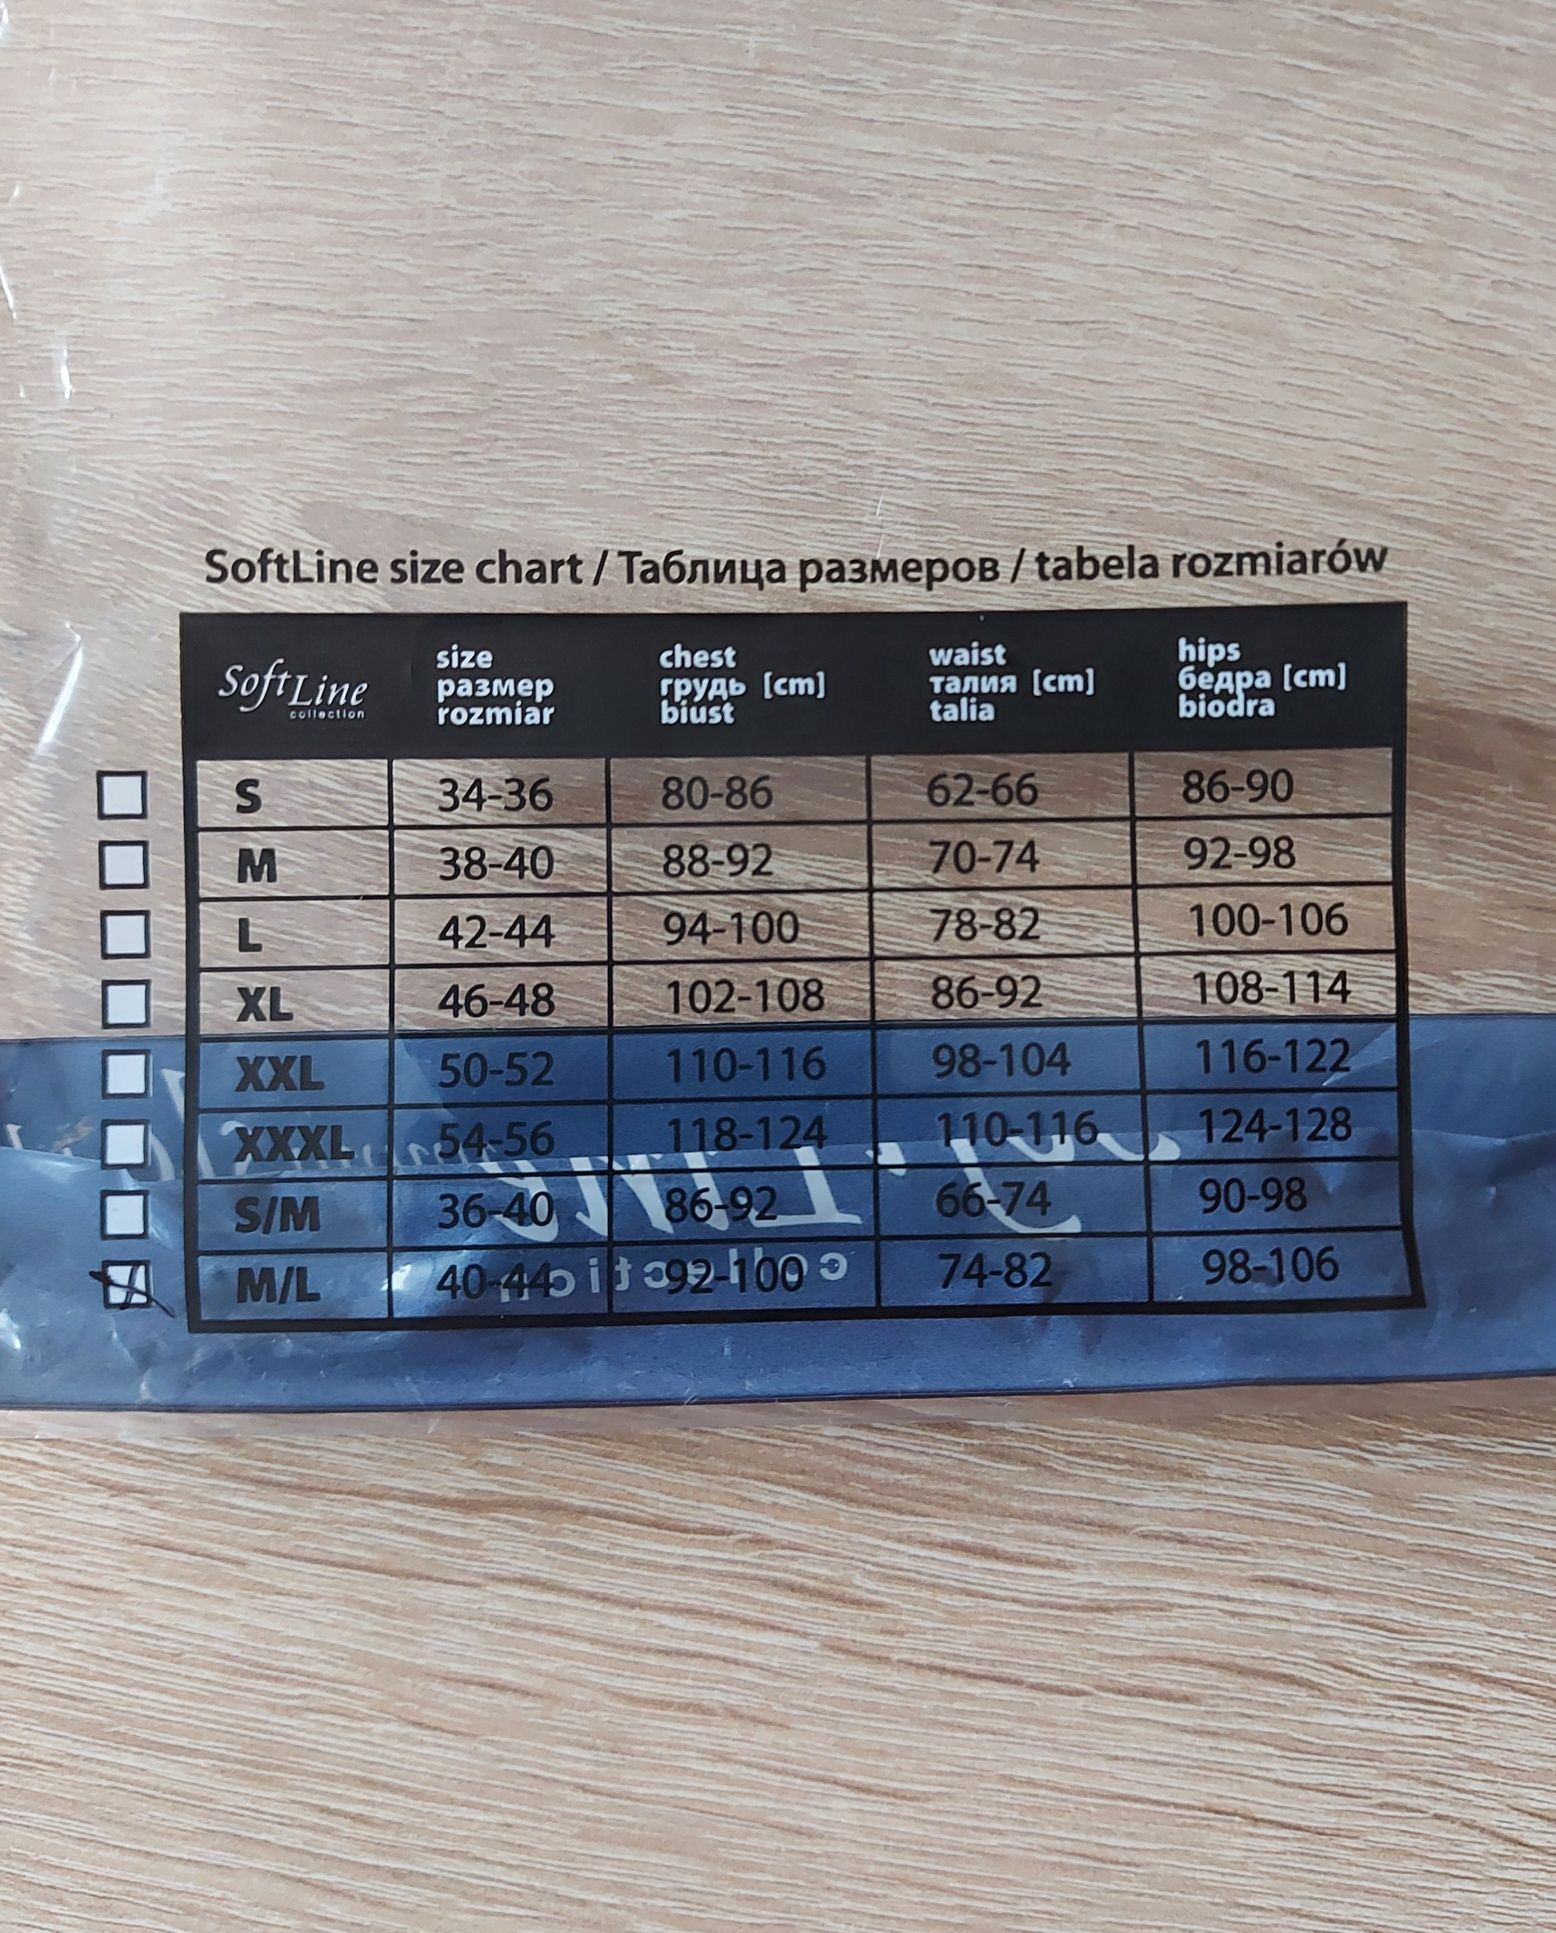 SoftLine size chart / Таблица размеров / tabela rozmiarów
SoftLine collection
size размер rozmiar
chest грудь biust [cm]
waist талия talia [cm]
hips бедра biodra [cm]
S 34-36 80-86 62-66 86-90
M 38-40 88-92 70-74 92-98
L 42-44 94-100 78-82 100-106
XL 46-48 102-108 86-92 108-114
XXL 50-52 110-116 98-104 116-122
XXXL 54-56 118-124 110-116 124-128
S/M 36-40 86-92 66-74 90-98
M/L 40-44 92-100 74-82 98-106
Soft Line
collection